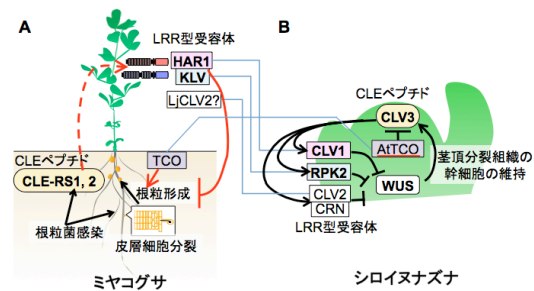 A
LRR型受容体
HAR1
KLV
LjCLV2?
CLEペプチド
CLE-RS1, 2
TCO
根粒形成
根粒菌感染
皮層細胞分裂
ミヤコグサ
B
CLEペプチド
CLV3
AtTCO
CLV1
RPK2
WUS
CLV2
CRN
LRR型受容体
茎頂分裂組織の
幹細胞の維持
シロイヌナズナ